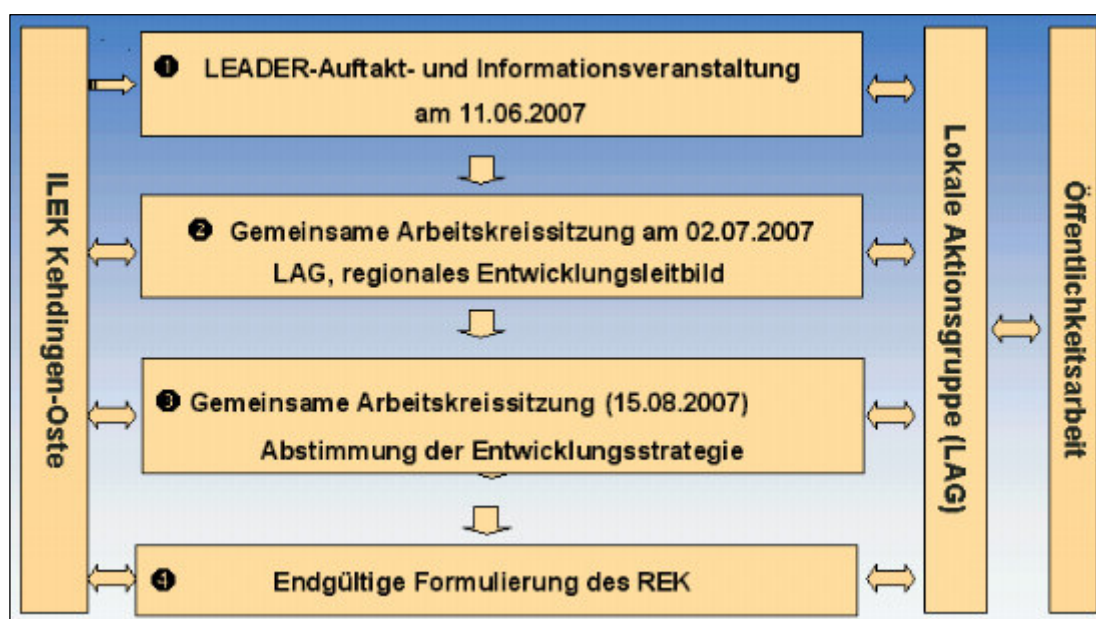 ILEK Kehdingen-Oste
❶ LEADER-Auftakt- und Informationsveranstaltung
am 11.06.2007
❷ Gemeinsame Arbeitskreissitzung am 02.07.2007
LAG, regionales Entwicklungsleitbild
❸ Gemeinsame Arbeitskreissitzung (15.08.2007)
Abstimmung der Entwicklungsstrategie
❹ Endgültige Formulierung des REK
Lokale Aktionsgruppe (LAG)
Öffentlichkeitsarbeit